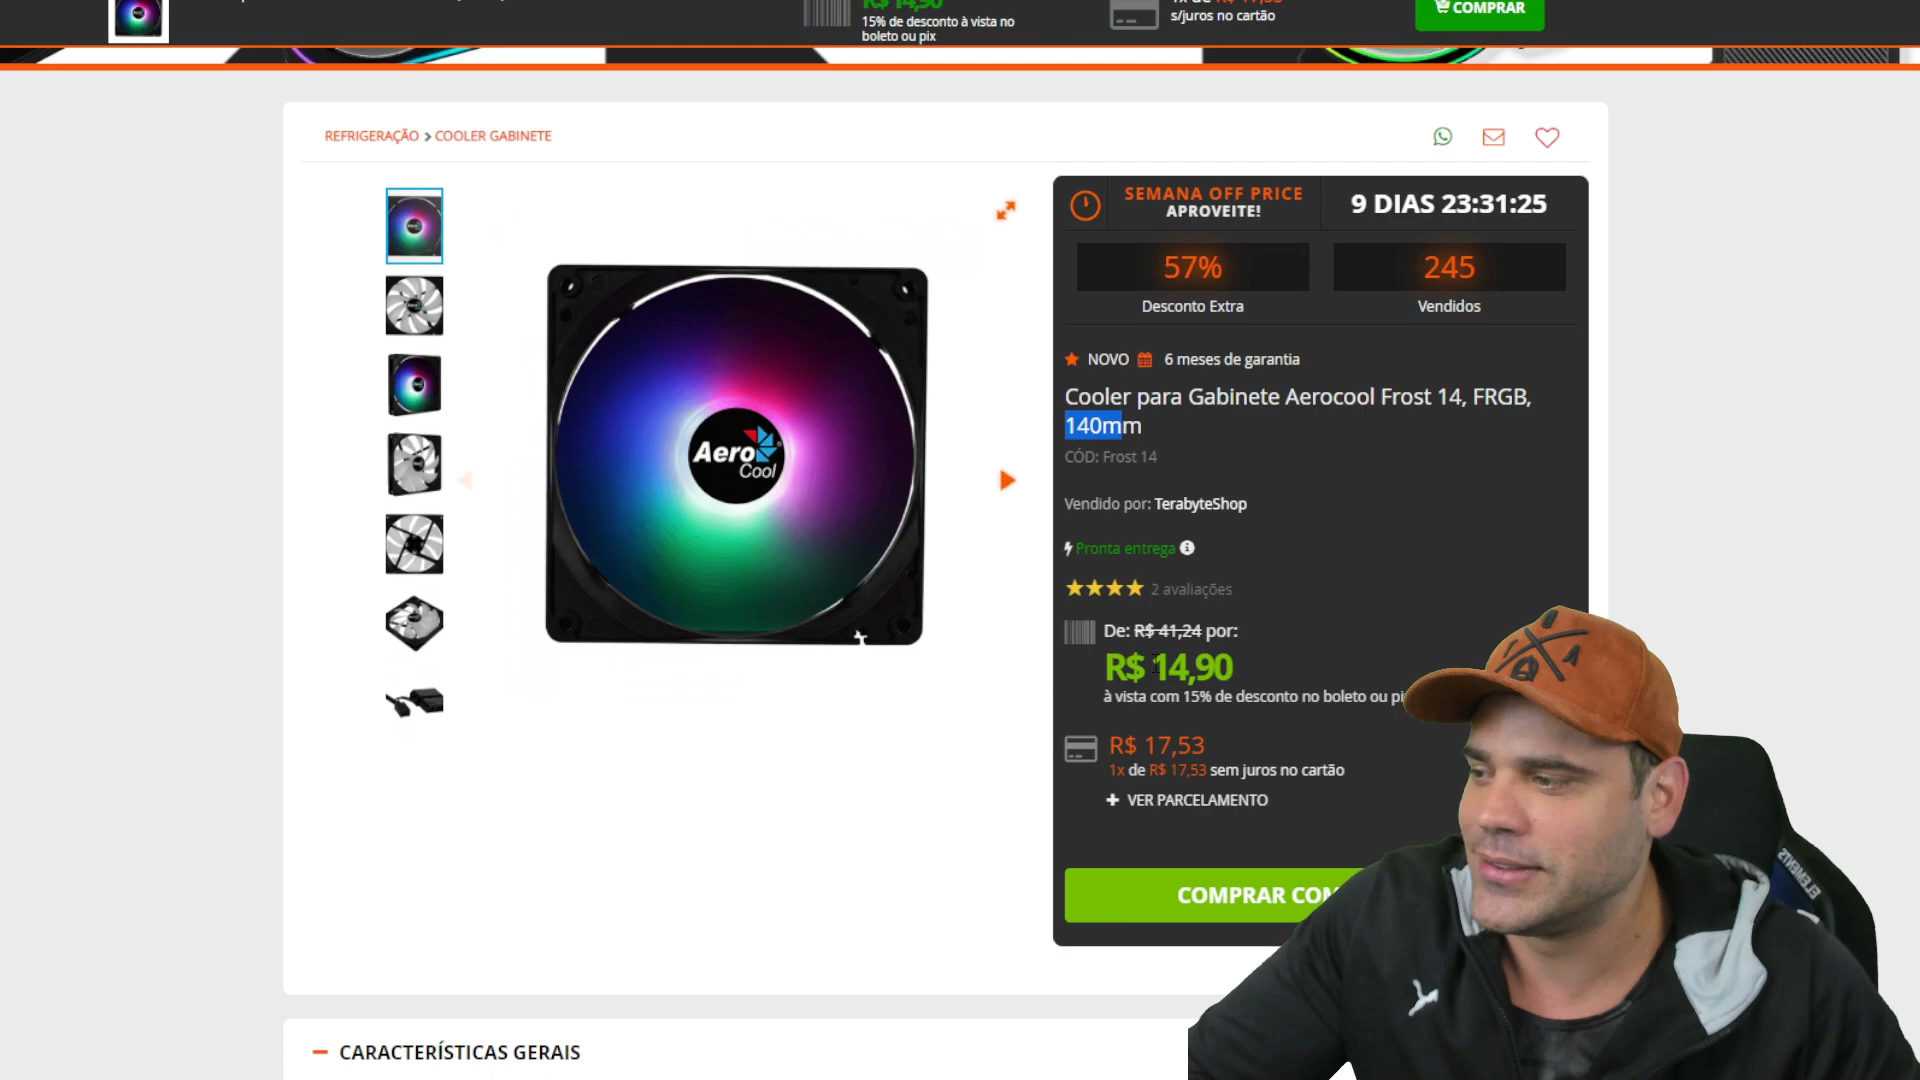 R$ 14,90
15% de desconto à vista no
boleto ou pix
s/juros no cartão
COMPRAR
REFRIGERAÇÃO > COOLER GABINETE
SEMANA OFF PRICE
APROVEITE!
9 DIAS 23:31:25
57%
Desconto Extra
245
Vendidos
NOVO 6 meses de garantia
Cooler para Gabinete Aerocool Frost 14, FRGB,
140mm
CÓD: Frost 14
Vendido por: TerabyteShop
Pronta entrega
2 avaliações
De: R$ 41,24 por:
R$ 14,90
à vista com 15% de desconto no boleto ou
R$ 17,53
1x de R$ 17,53 sem juros no cartão
+ VER PARCELAMENTO
COMPRAR
Aero
Cool
ELEMENTS
CARACTERÍSTICAS GERAIS